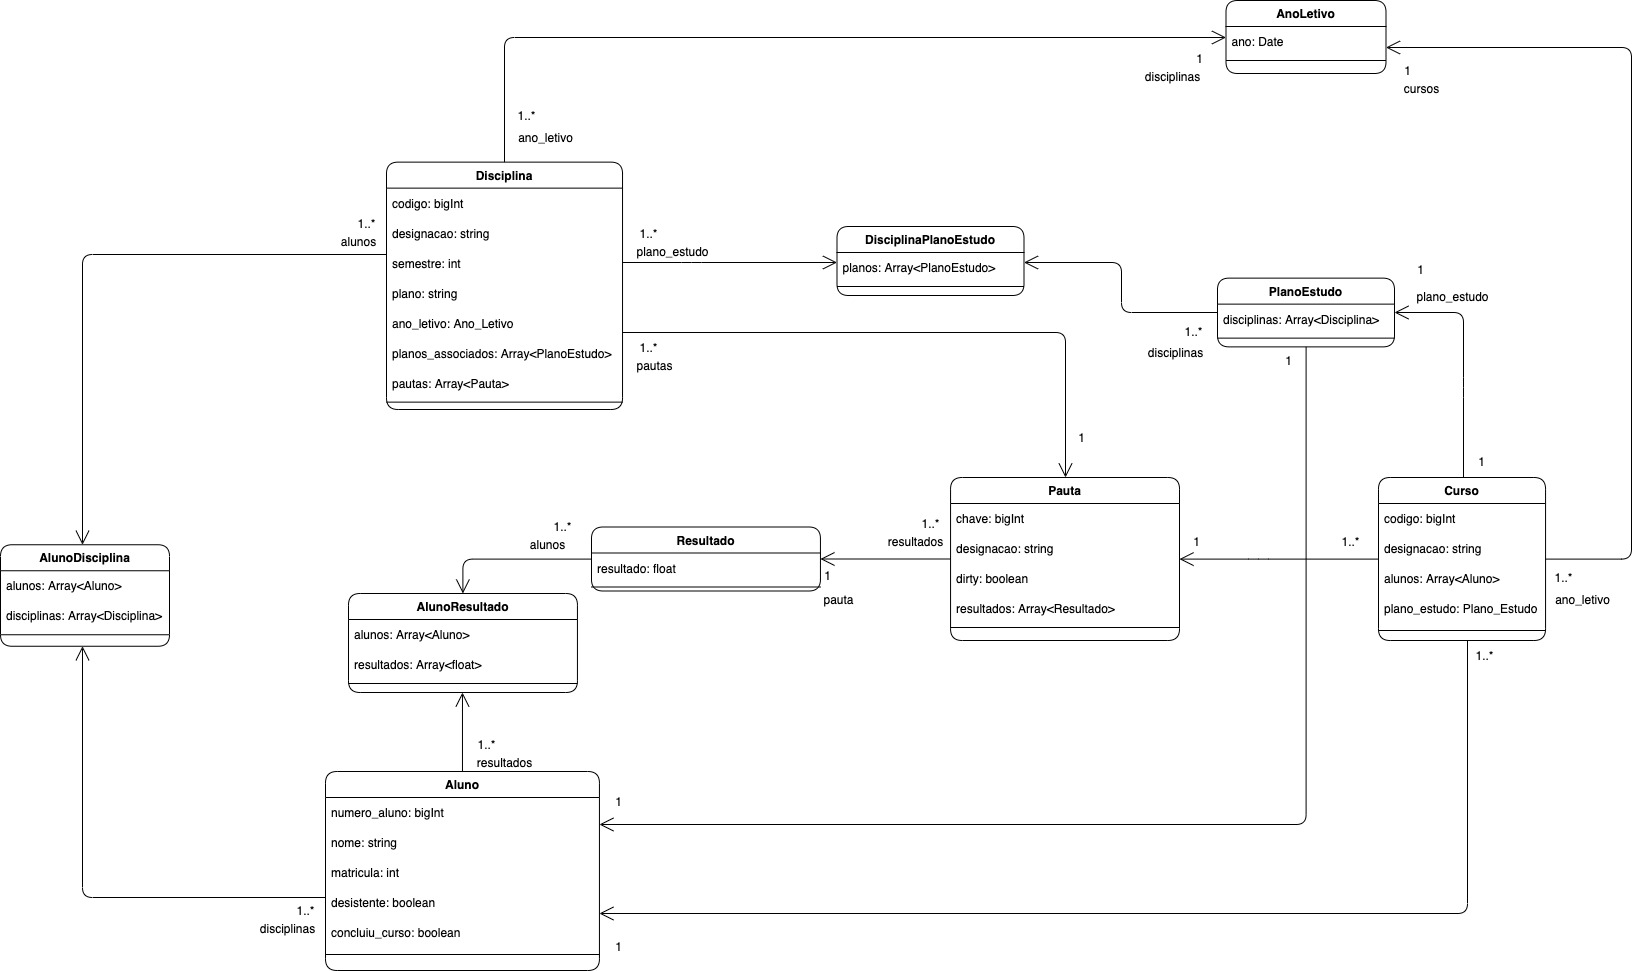 AnoLetivo
ano: Date
1
disciplinas
1
cursos
1..*
ano_letivo
Disciplina
codigo: bigInt
designacao: string
semestre: int
plano: string
ano_letivo: Ano_Letivo
planos_associados: Array<PlanoEstudo>
pautas: Array<Pauta>
1..*
alunos
1..*
plano_estudo
DisciplinaPlanoEstudo
planos: Array<PlanoEstudo>
1
plano_estudo
PlanoEstudo
disciplinas: Array<Disciplina>
1..*
disciplinas
1
1..*
pautas
1
1
Pauta
chave: bigInt
designacao: string
dirty: boolean
resultados: Array<Resultado>
Curso
codigo: bigInt
designacao: string
alunos: Array<Aluno>
plano_estudo: Plano_Estudo
1
1..*
1..*
ano_letivo
1..*
1..*
resultados
Resultado
resultado: float
1
pauta
1..*
alunos
AlunoDisciplina
alunos: Array<Aluno>
disciplinas: Array<Disciplina>
AlunoResultado
alunos: Array<Aluno>
resultados: Array<float>
1..*
resultados
Aluno
numero_aluno: bigInt
nome: string
matricula: int
desistente: boolean
concluiu_curso: boolean
1
1..*
disciplinas
1